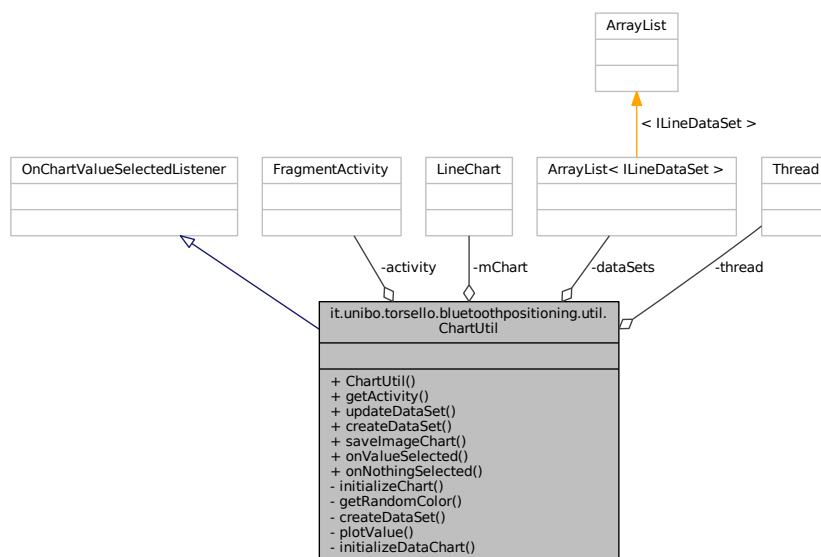 ArrayList
< ILineDataSet >
OnChartValueSelectedListener
FragmentActivity
LineChart
ArrayList< ILineDataSet >
Thread
-activity
-mChart
-dataSets
-thread
it.unibo.torsello.bluetoothpositioning.util.
ChartUtil
+ ChartUtil()
+ getActivity()
+ updateDataSet()
+ createDataSet()
+ saveImageChart()
+ onValueSelected()
+ onNothingSelected()
- initializeChart()
- getRandomColor()
- createDataSet()
- plotValue()
- initializeDataChart()